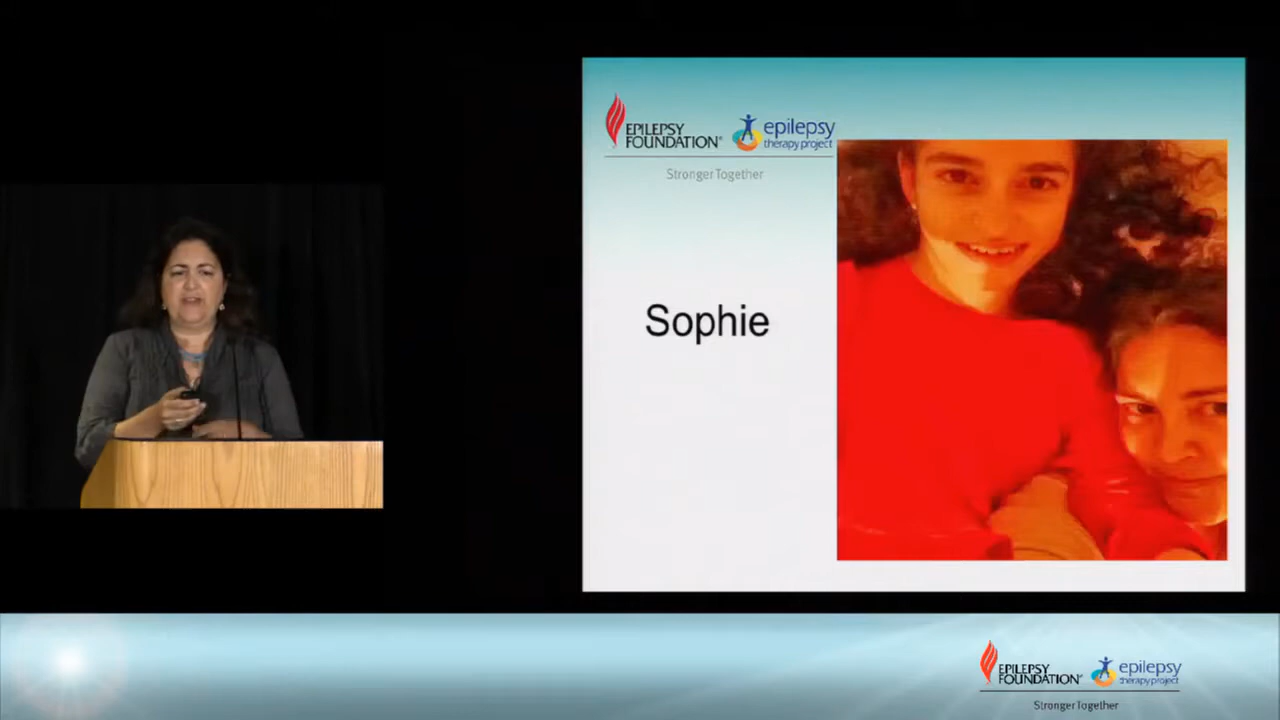 EPILEPSY
FOUNDATION®
epilepsy
therapy project
Stronger Together
Sophie
EPILEPSY
FOUNDATION®
epilepsy
therapy project
Stronger Together